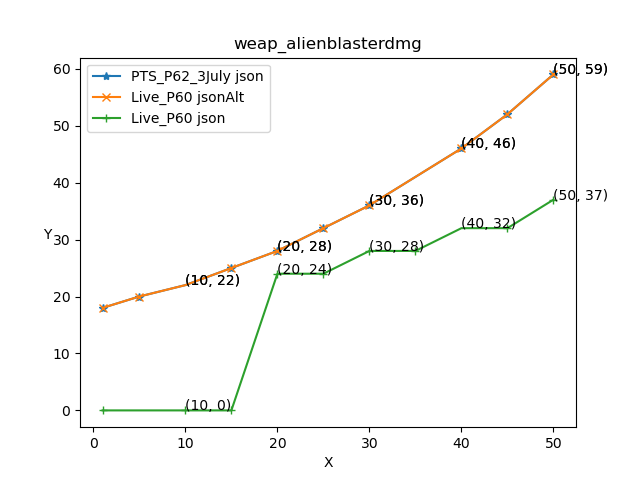 weap_alienblasterdmg
PTS_P62_3July json
Live_P60 jsonAlt
Live_P60 json
(50, 59)
(40, 46)
(30, 36)
(20, 28)
(10, 22)
(50, 37)
(40, 32)
(30, 28)
(20, 24)
(10, 0)
60
50
40
30
20
10
0
Y
0 10 20 30 40 50
X